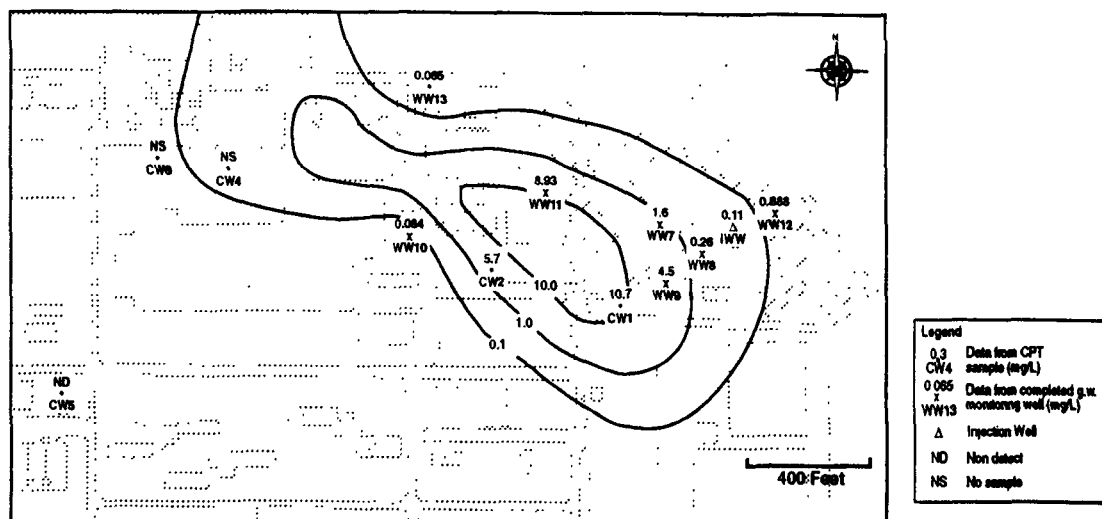 N
0.065
WW13
NS
CW6
NS
CW4
8.93
WW11
0.084
WW10
1.6
WW7
0.11
IWW
0.888
WW12
0.26
WW8
5.7
CW2
4.5
WW9
10.0
10.7
CW1
1.0
0.1
ND
CW5
400 Feet
Legend
0.3
CW4
Data from CPT
sample (mg/L)
0.065
WW13
Data from completed g.w.
monitoring well (mg/L)
Injection Well
ND Non detect
NS No sample